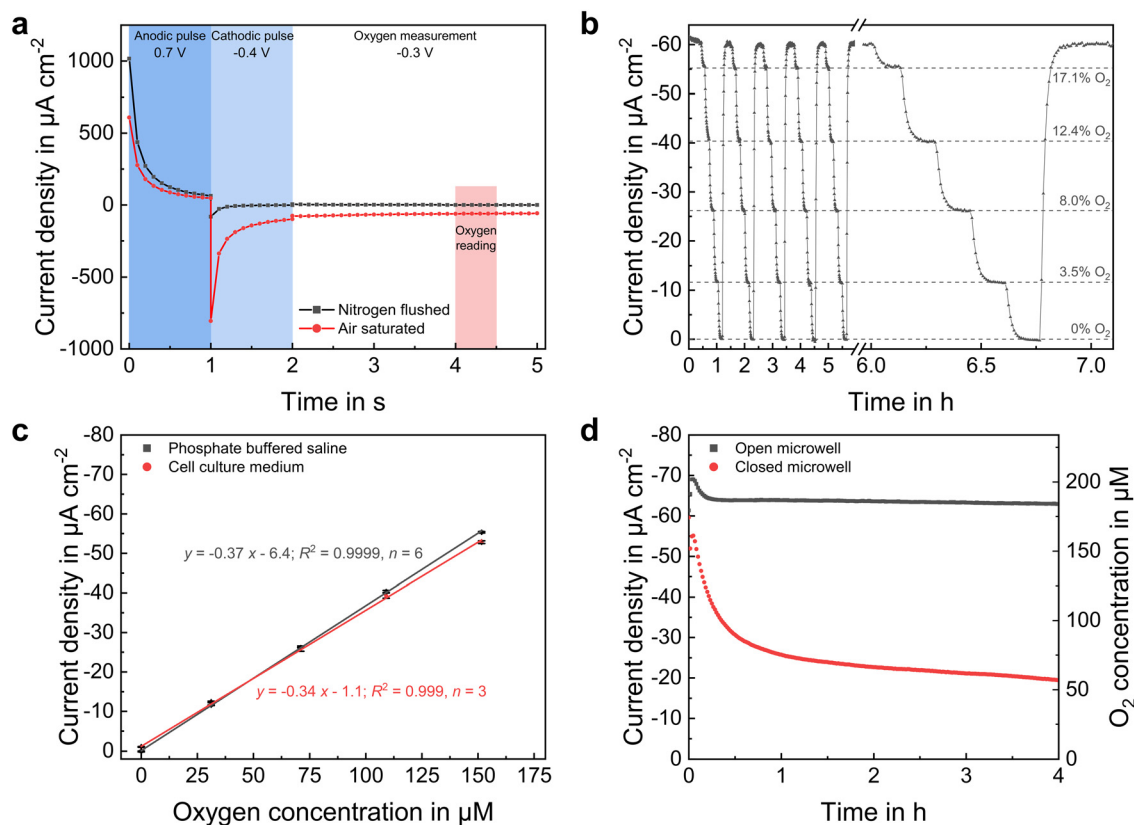 a
Anodic pulse
0.7 V
Cathodic pulse
-0.4 V
Oxygen measurement
-0.3 V
1000
500
0
-500
-1000
Current density in µA cm⁻²
Oxygen
reading
Nitrogen flushed
Air saturated
0 1 2 3 4 5
Time in s
b
-60
-50
-40
-30
-20
-10
0
Current density in µA cm⁻²
17.1% O₂
12.4% O₂
8.0% O₂
3.5% O₂
0% O₂
0 1 2 3 4 5 6.0 6.5 7.0
Time in h
c
-80
-70
-60
-50
-40
-30
-20
-10
0
Current density in µA cm⁻²
Phosphate buffered saline
Cell culture medium
y = -0.37 x - 6.4; R² = 0.9999, n = 6
y = -0.34 x - 1.1; R² = 0.999, n = 3
0 25 50 75 100 125 150 175
Oxygen concentration in µM
d
-80
-70
-60
-50
-40
-30
-20
-10
0
Current density in µA cm⁻²
Open microwell
Closed microwell
200
150
100
50
0
O₂ concentration in µM
0 1 2 3 4
Time in h